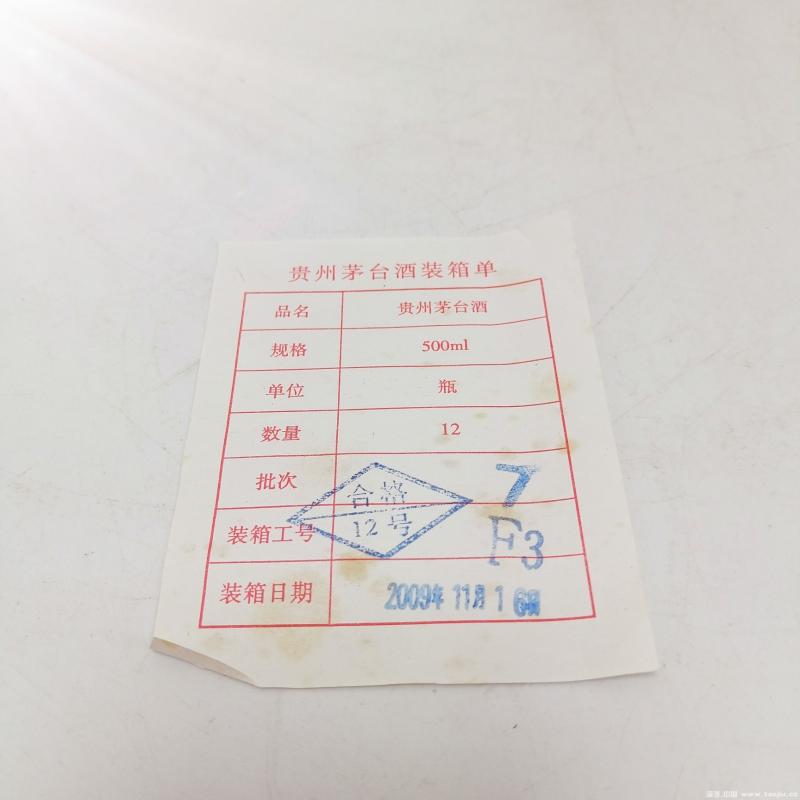 贵州茅台酒装箱单
品名 贵州茅台酒
规格 500ml
单位 瓶
数量 12
批次 7
合格
12号
装箱工号 F3
装箱日期 2009年11月16日